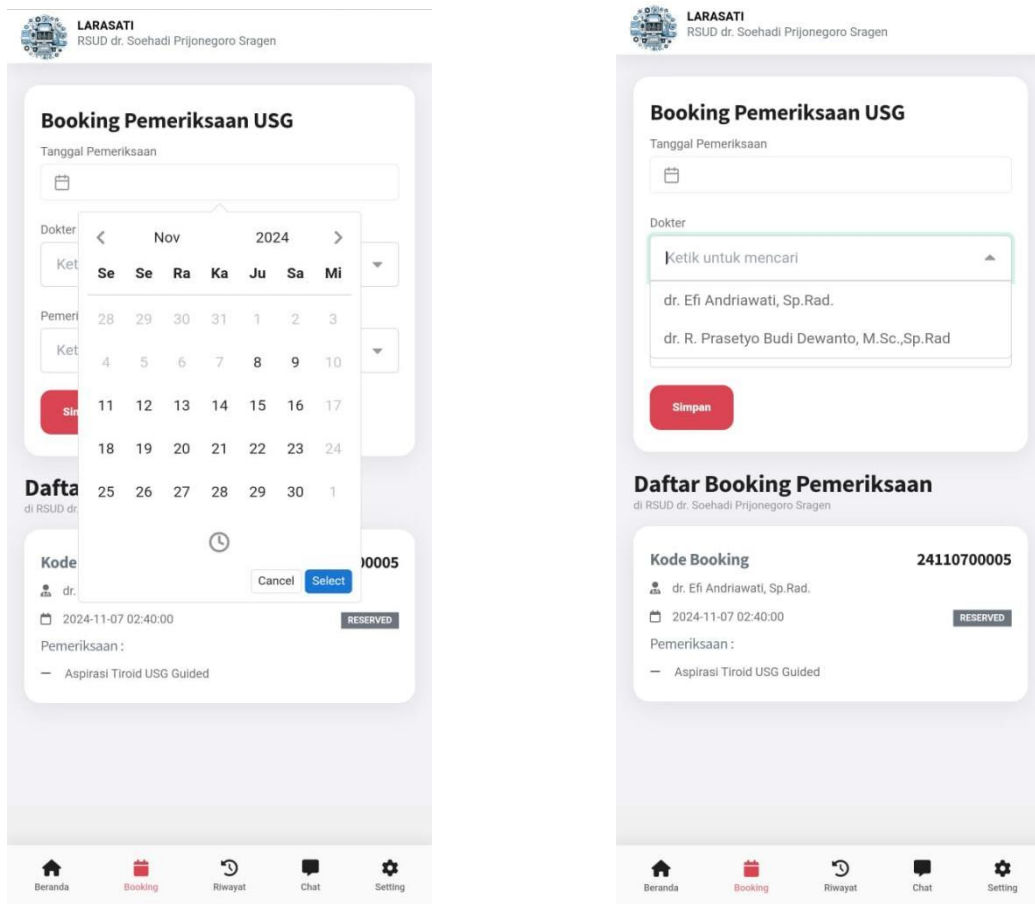 LARASATI
RSUD dr. Soehadi Prijonegoro Sragen
Booking Pemeriksaan USG
Tanggal Pemeriksaan
Dokter
Ket
Nov 2024
Se Se Ra Ka Ju Sa Mi
28 29 30 31 1 2 3
Pemeri
Ket
4 5 6 7 8 9 10
11 12 13 14 15 16 17
Sin
18 19 20 21 22 23 24
25 26 27 28 29 30 1
Cancel Select
Dafta
di RSUD dr.
Kode 00005
dr.
2024-11-07 02:40:00 RESERVED
Pemeriksaan :
— Aspirasi Tiroid USG Guided
Beranda Booking Riwayat Chat Setting
LARASATI
RSUD dr. Soehadi Prijonegoro Sragen
Booking Pemeriksaan USG
Tanggal Pemeriksaan
Dokter
Ketik untuk mencari
dr. Efi Andriawati, Sp.Rad.
dr. R. Prasetyo Budi Dewanto, M.Sc.,Sp.Rad
Simpan
Daftar Booking Pemeriksaan
di RSUD dr. Soehadi Prijonegoro Sragen
Kode Booking 24110700005
dr. Efi Andriawati, Sp.Rad.
2024-11-07 02:40:00 RESERVED
Pemeriksaan :
— Aspirasi Tiroid USG Guided
Beranda Booking Riwayat Chat Setting